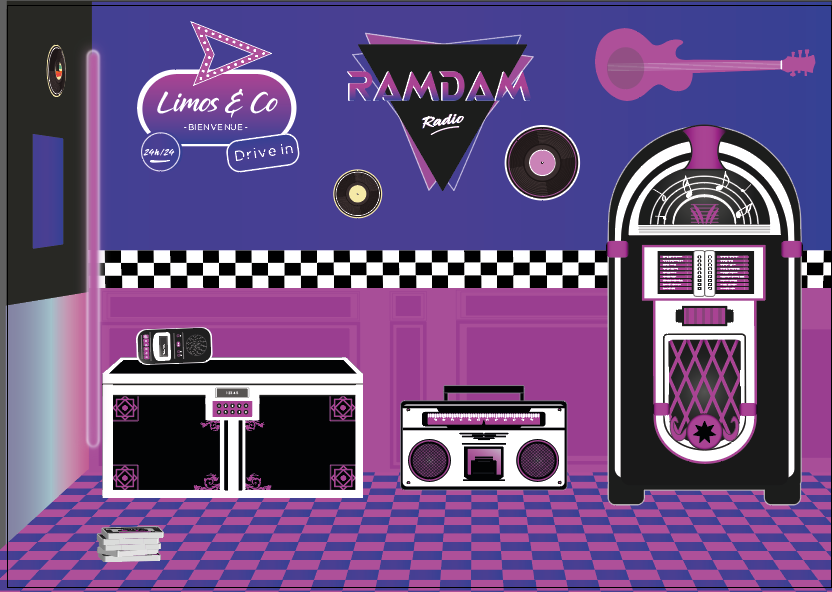 Limos & Co
-BIENVENUE-
24h/24
Drive in
RAMDAM
Radio